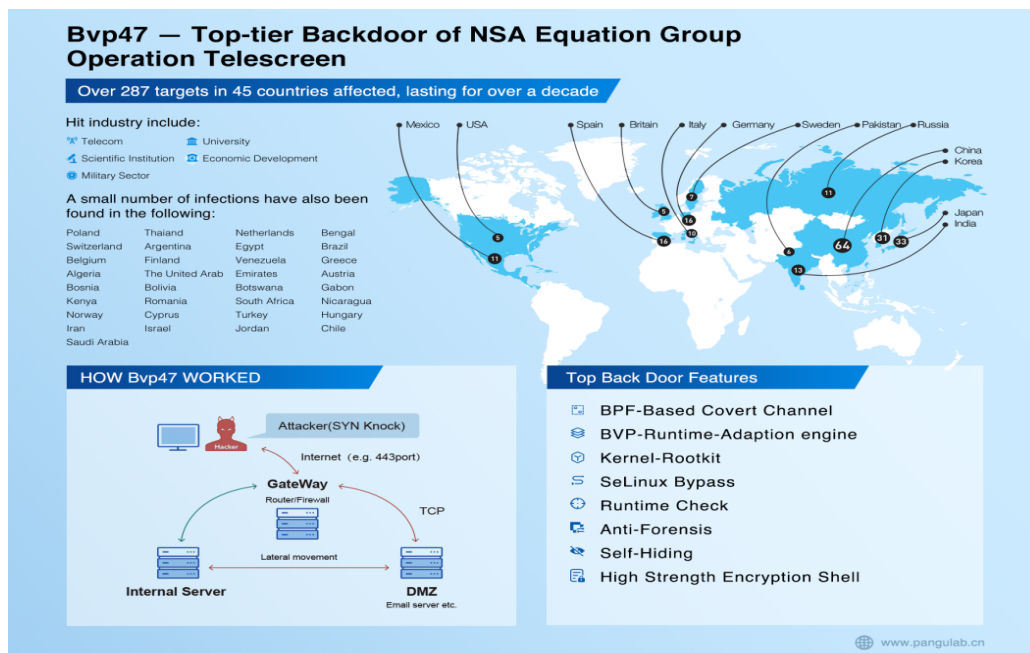 Bvp47 — Top-tier Backdoor of NSA Equation Group
Operation Telescreen
Over 287 targets in 45 countries affected, lasting for over a decade
Hit industry include:
Telecom
University
Scientific Institution
Economic Development
Military Sector
A small number of infections have also been
found in the following:
Poland Thaiand Netherlands Bengal
Switzerland Argentina Egypt Brazil
Belgium Finland Venezuela Greece
Algeria The United Arab Emirates Austria
Bosnia Bolivia Botswana Gabon
Kenya Romania South Africa Nicaragua
Norway Cyprus Turkey Hungary
Iran Israel Jordan Chile
Saudi Arabia
Mexico
USA
Spain
Britain
Italy
Germany
Sweden
Pakistan
Russia
China
Korea
Japan
India
5
11
5
16
7
16
10
11
6
13
64
31
33
HOW Bvp47 WORKED
Hacker
Attacker(SYN Knock)
Internet (e.g. 443port)
GateWay
Router/Firewall
TCP
Lateral movement
Internal Server
DMZ
Email server etc.
Top Back Door Features
BPF-Based Covert Channel
BVP-Runtime-Adaption engine
Kernel-Rootkit
SeLinux Bypass
Runtime Check
Anti-Forensis
Self-Hiding
High Strength Encryption Shell
www.pangulab.cn